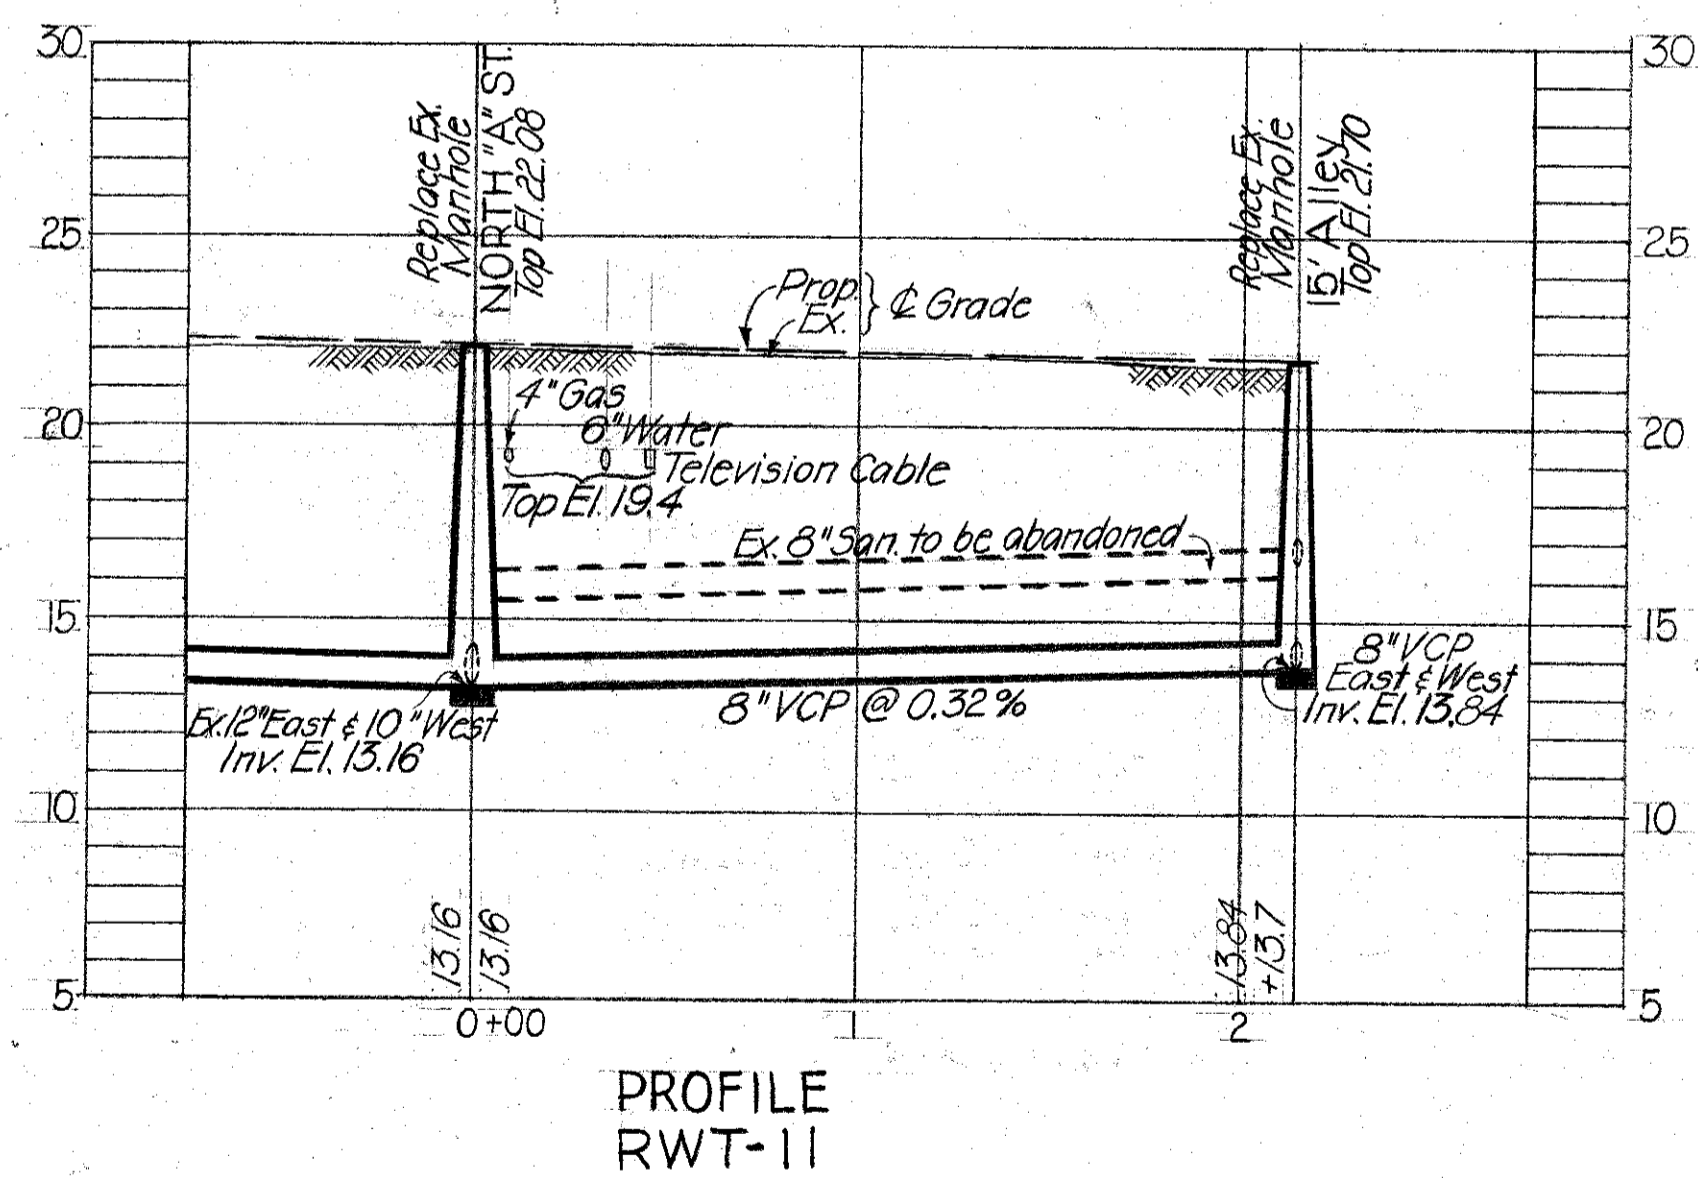 30
30
25
25
20
20
15
15
10
10
5
5
Replace Ex.
Manhole
NORTH "A" ST.
Top El. 22.08
Replace Ex.
Manhole
15' Alley
Top El. 21.70
Prop.
Ex.
} ℄ Grade
4" Gas
6" Water
Television Cable
Top El. 19.4
Ex. 8" San. to be abandoned
8" VCP @ 0.32%
Ex. 12" East & 10" West
Inv. El. 13.16
8" VCP
East & West
Inv. El. 13.84
13.16
13.16
13.84
+13.7
0+00
1
2
PROFILE
RWT-11